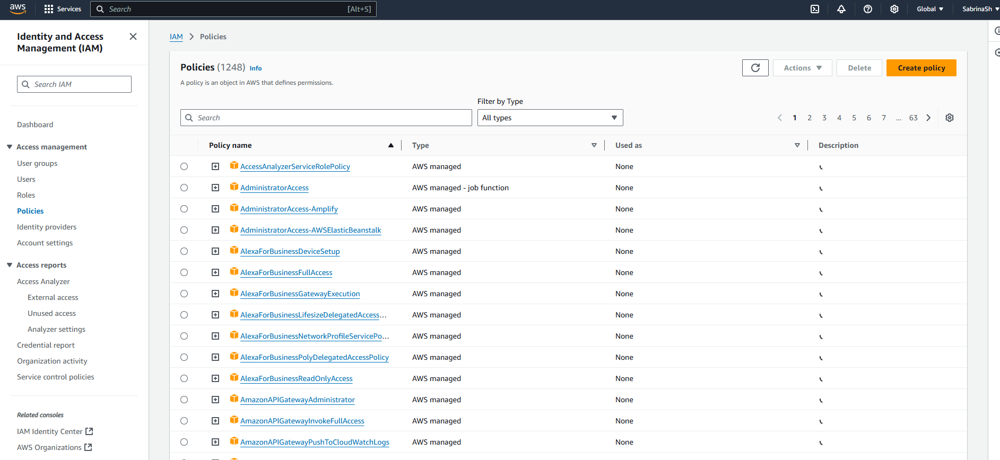 aws
Services
Search
[Alt+S]
Global
SabrinaSh
Identity and Access
Management (IAM)
Search IAM
Dashboard
Access management
User groups
Users
Roles
Policies
Identity providers
Account settings
Access reports
Access Analyzer
External access
Unused access
Analyzer settings
Credential report
Organization activity
Service control policies
Related consoles
IAM Identity Center
AWS Organizations
IAM > Policies
Policies (1248) Info
A policy is an object in AWS that defines permissions.
Actions
Delete
Create policy
Filter by Type
Search
All types
1 2 3 4 5 6 7 ... 63
Policy name Type Used as Description
AccessAnalyzerServiceRolePolicy AWS managed None
AdministratorAccess AWS managed - job function None
AdministratorAccess-Amplify AWS managed None
AdministratorAccess-AWSElasticBeanstalk AWS managed None
AlexaForBusinessDeviceSetup AWS managed None
AlexaForBusinessFullAccess AWS managed None
AlexaForBusinessGatewayExecution AWS managed None
AlexaForBusinessLifesizeDelegatedAccess... AWS managed None
AlexaForBusinessNetworkProfileServicePo... AWS managed None
AlexaForBusinessPolyDelegatedAccessPolicy AWS managed None
AlexaForBusinessReadOnlyAccess AWS managed None
AmazonAPIGatewayAdministrator AWS managed None
AmazonAPIGatewayInvokeFullAccess AWS managed None
AmazonAPIGatewayPushToCloudWatchLogs AWS managed None